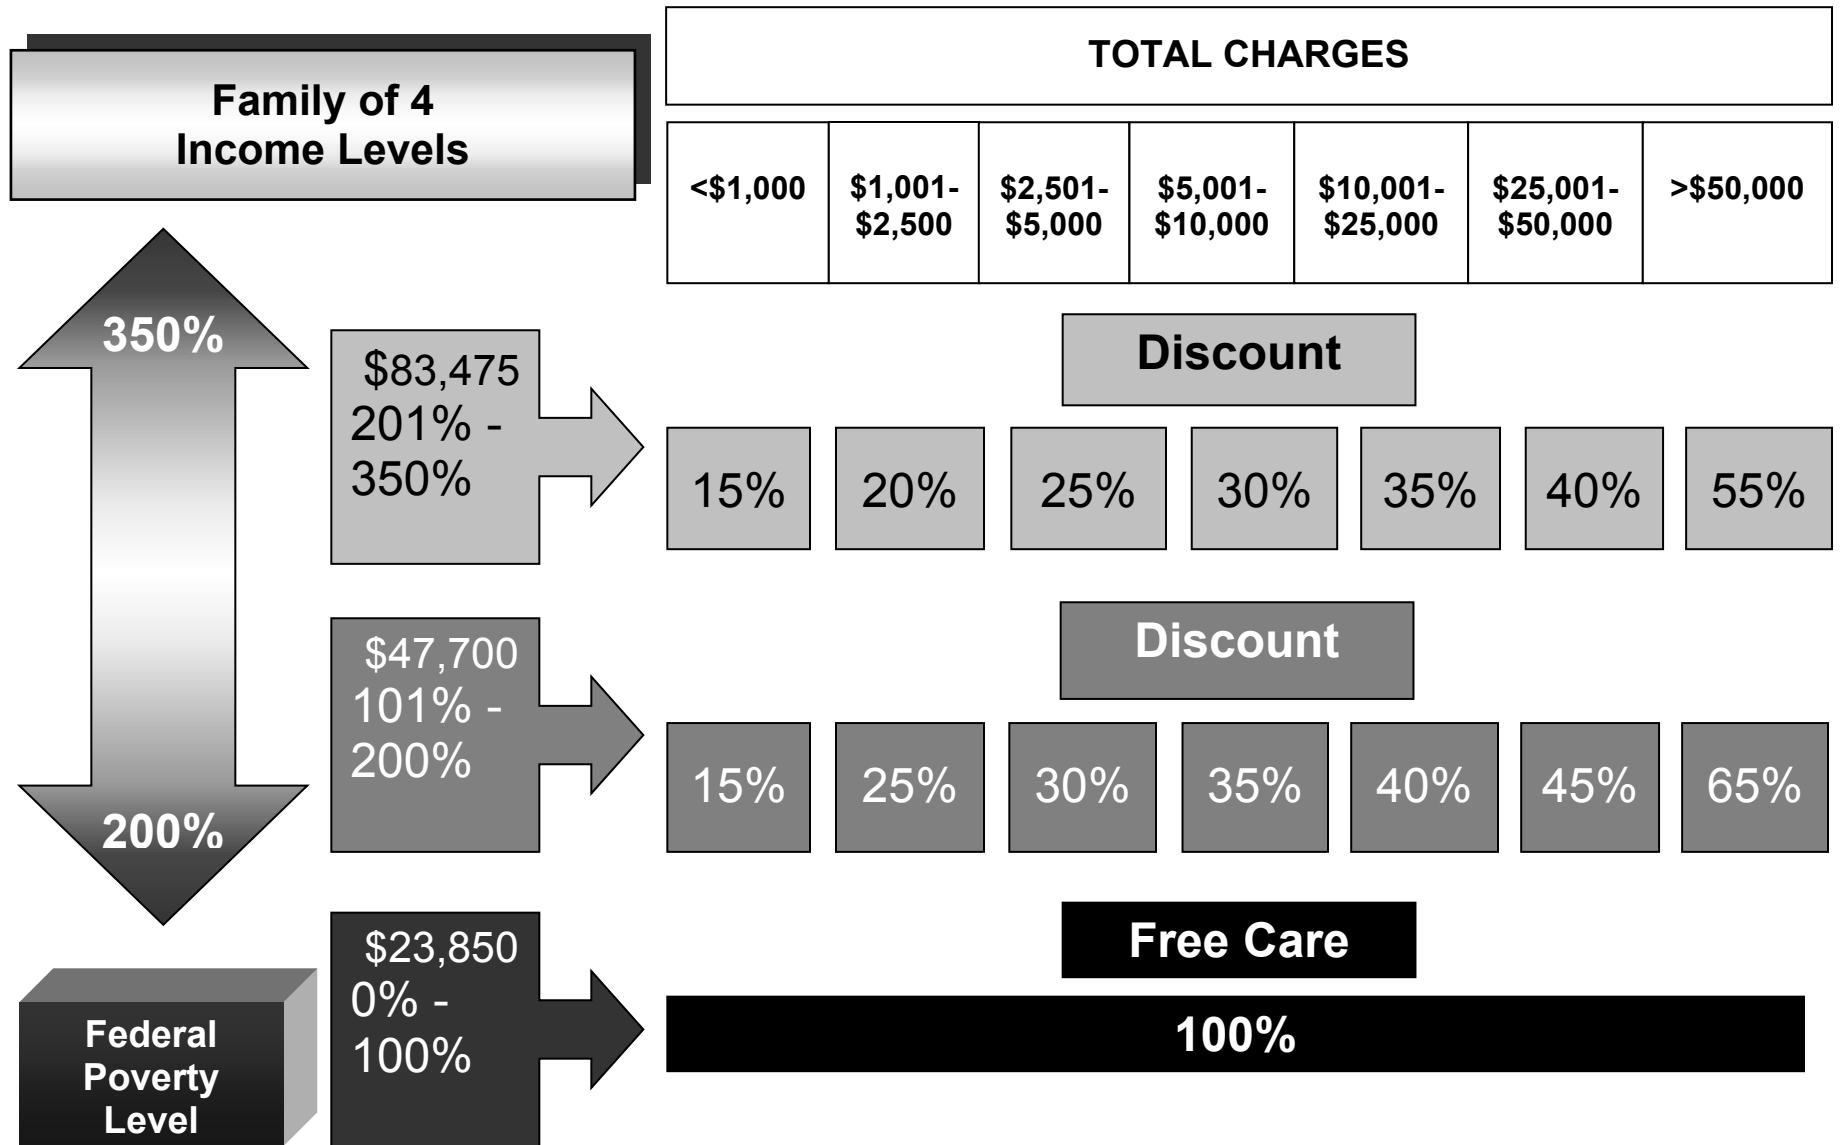 Family of 4
Income Levels
TOTAL CHARGES
<$1,000
$1,001-
$2,500
$2,501-
$5,000
$5,001-
$10,000
$10,001-
$25,000
$25,001-
$50,000
>$50,000
350%
200%
$83,475
201% -
350%
Discount
15% 20% 25% 30% 35% 40% 55%
$47,700
101% -
200%
Discount
15% 25% 30% 35% 40% 45% 65%
$23,850
0% -
100%
Free Care
100%
Federal
Poverty
Level